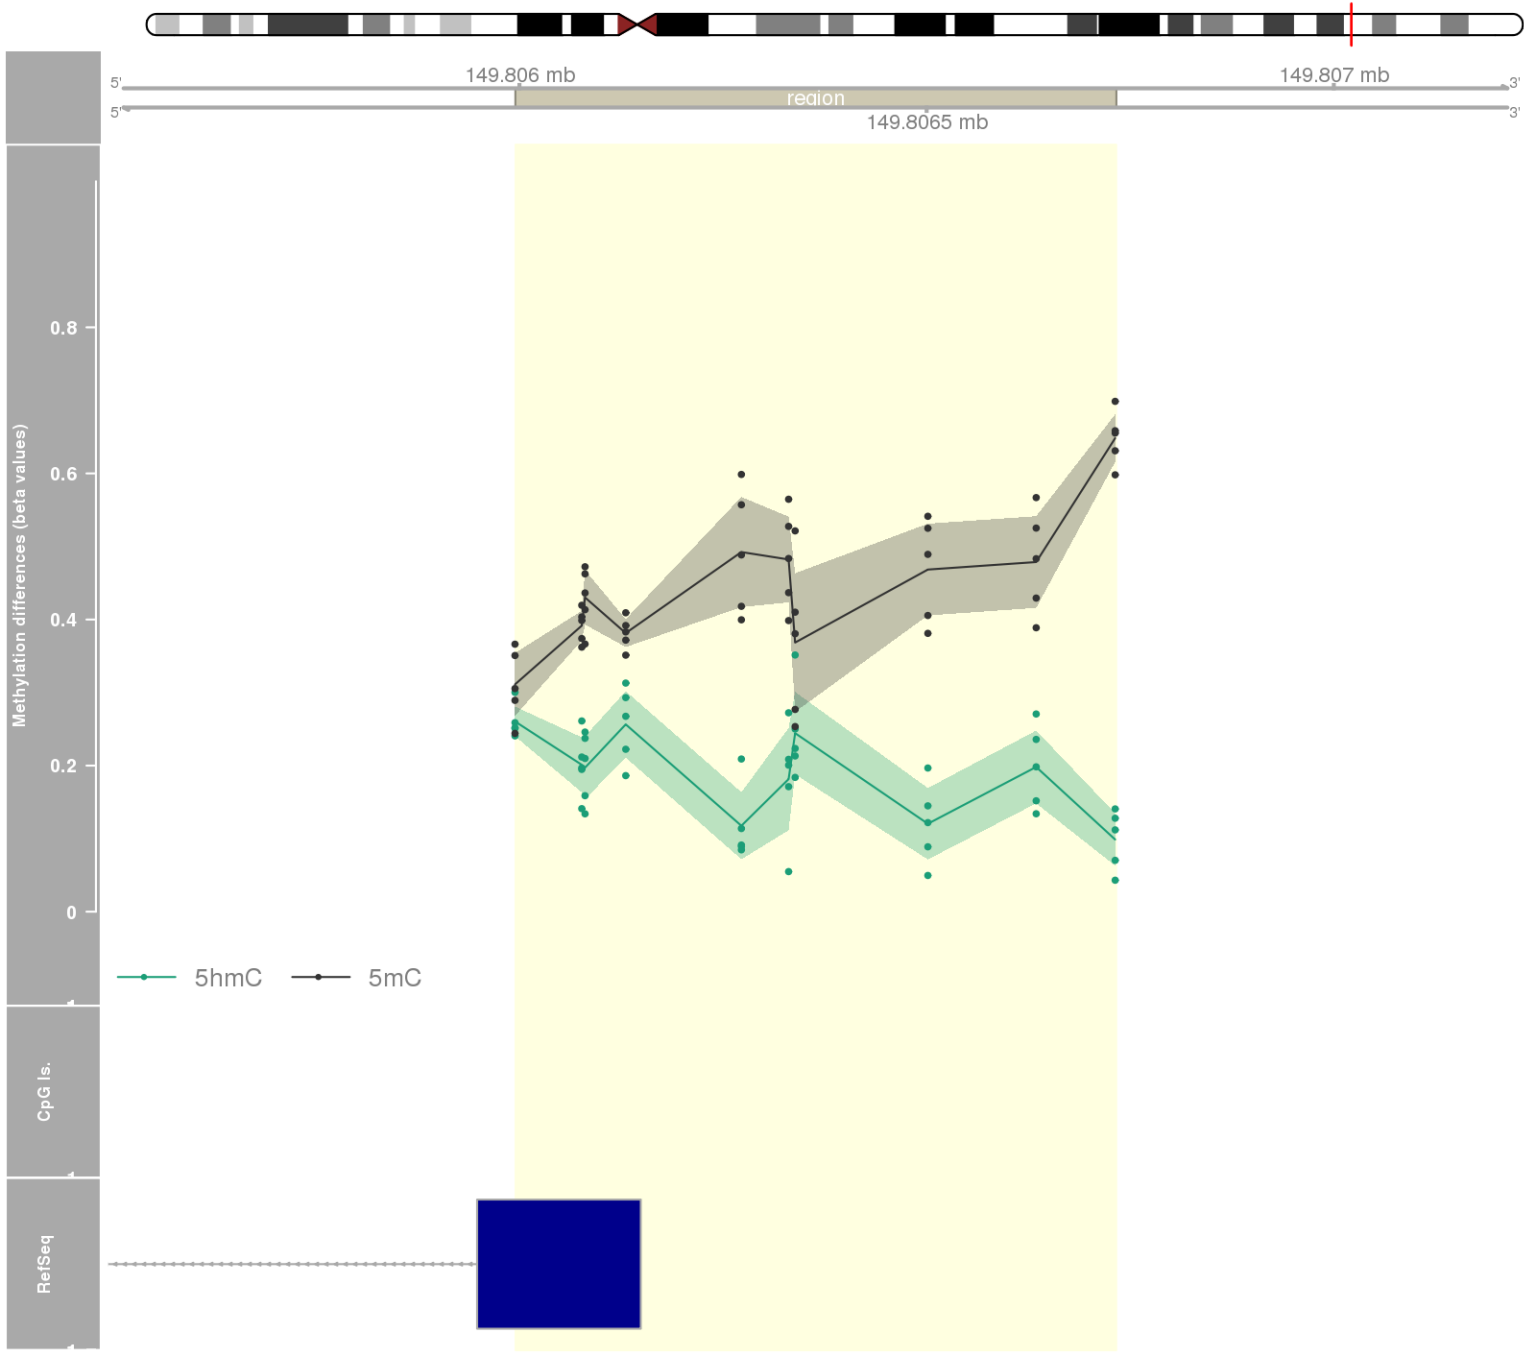 149.806 mb
149.807 mb
5'
3'
region
5'
3'
149.8065 mb
Methylation differences (beta values)
0.8
0.6
0.4
0.2
0
5hmC
5mC
CpG Is.
RefSeq